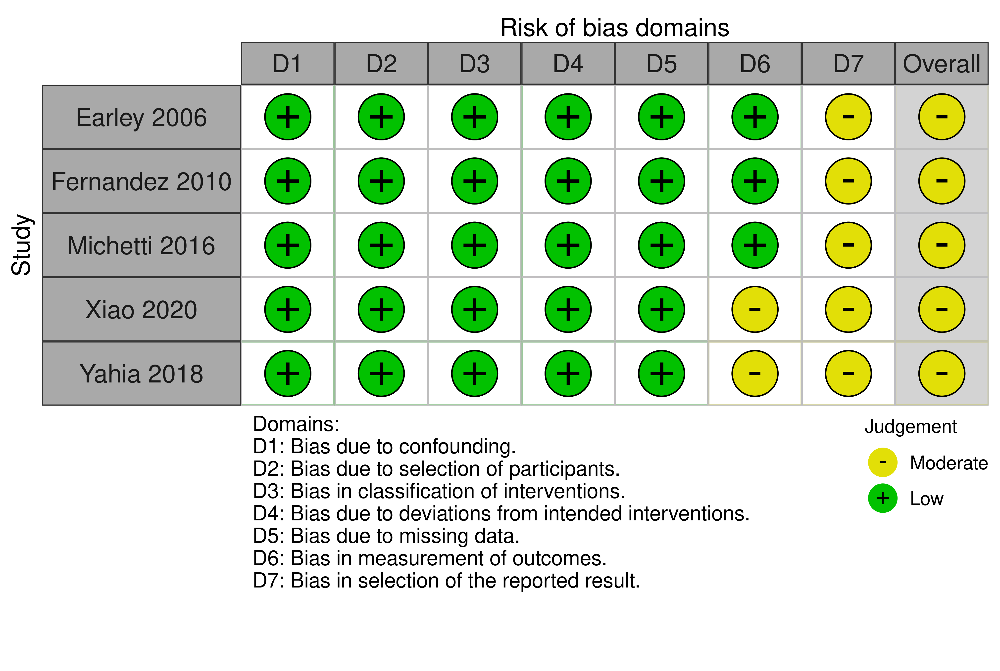 Risk of bias domains
D1 D2 D3 D4 D5 D6 D7 Overall
Study
Earley 2006 + + + + + + - -
Fernandez 2010 + + + + + + - -
Michetti 2016 + + + + + + - -
Xiao 2020 + + + + + - - -
Yahia 2018 + + + + + - - -
Domains:
D1: Bias due to confounding.
D2: Bias due to selection of participants.
D3: Bias in classification of interventions.
D4: Bias due to deviations from intended interventions.
D5: Bias due to missing data.
D6: Bias in measurement of outcomes.
D7: Bias in selection of the reported result.
Judgement
- Moderate
+ Low